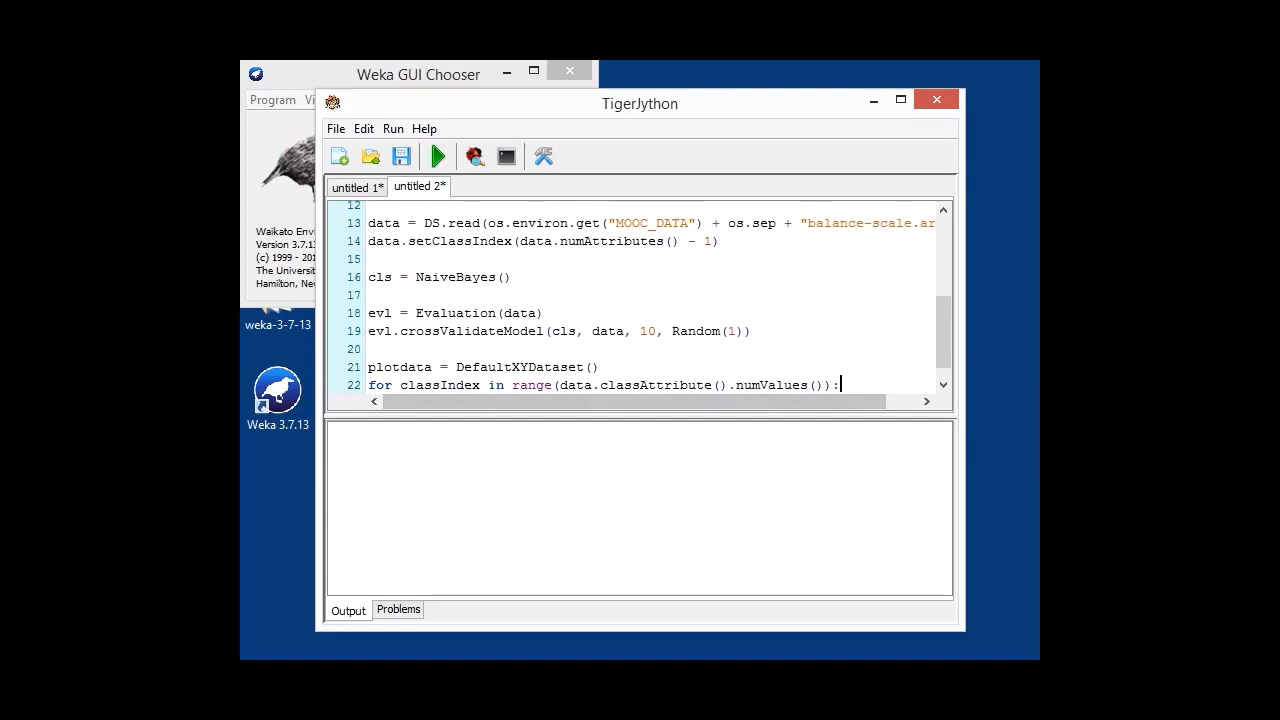 Weka GUI Chooser
Program Vi
TigerJython
File Edit Run Help
untitled 1* untitled 2*
12
13 data = DS.read(os.environ.get("MOOC_DATA") + os.sep + "balance-scale.ar
14 data.setClassIndex(data.numAttributes() - 1)
15
16 cls = NaiveBayes()
17
18 evl = Evaluation(data)
19 evl.crossValidateModel(cls, data, 10, Random(1))
20
21 plotdata = DefaultXYDataset()
22 for classIndex in range(data.classAttribute().numValues()):
Waikato Envi
Version 3.7.13
(c) 1999 - 201
The Universit
Hamilton, New
weka-3-7-13
Weka 3.7.13
Output Problems